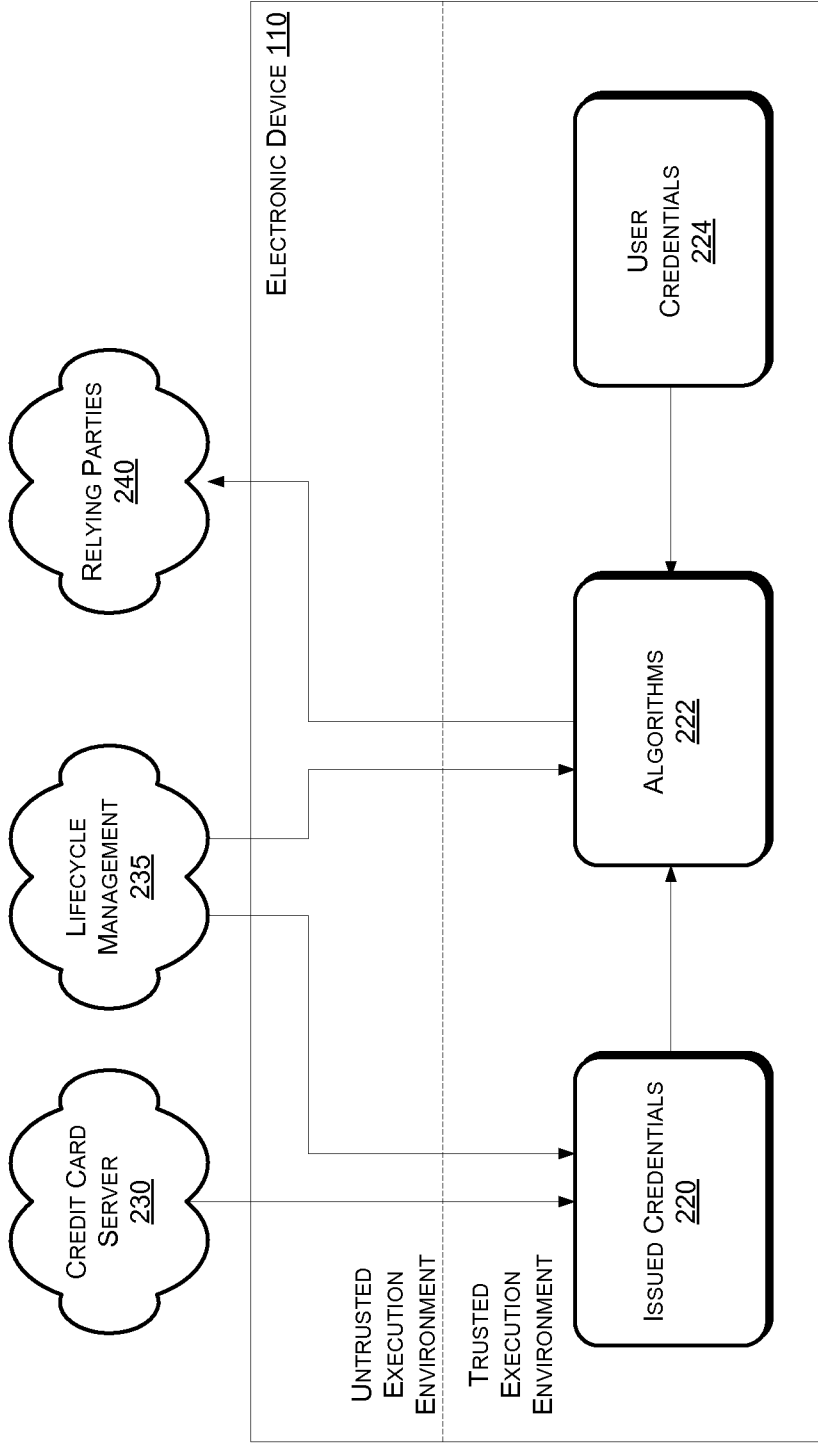 CREDIT CARD
SERVER
230
LIFECYCLE
MANAGEMENT
235
RELYING PARTIES
240
ELECTRONIC DEVICE 110
UNTRUSTED
EXECUTION
ENVIRONMENT
TRUSTED
EXECUTION
ENVIRONMENT
ISSUED CREDENTIALS
220
ALGORITHMS
222
USER
CREDENTIALS
224